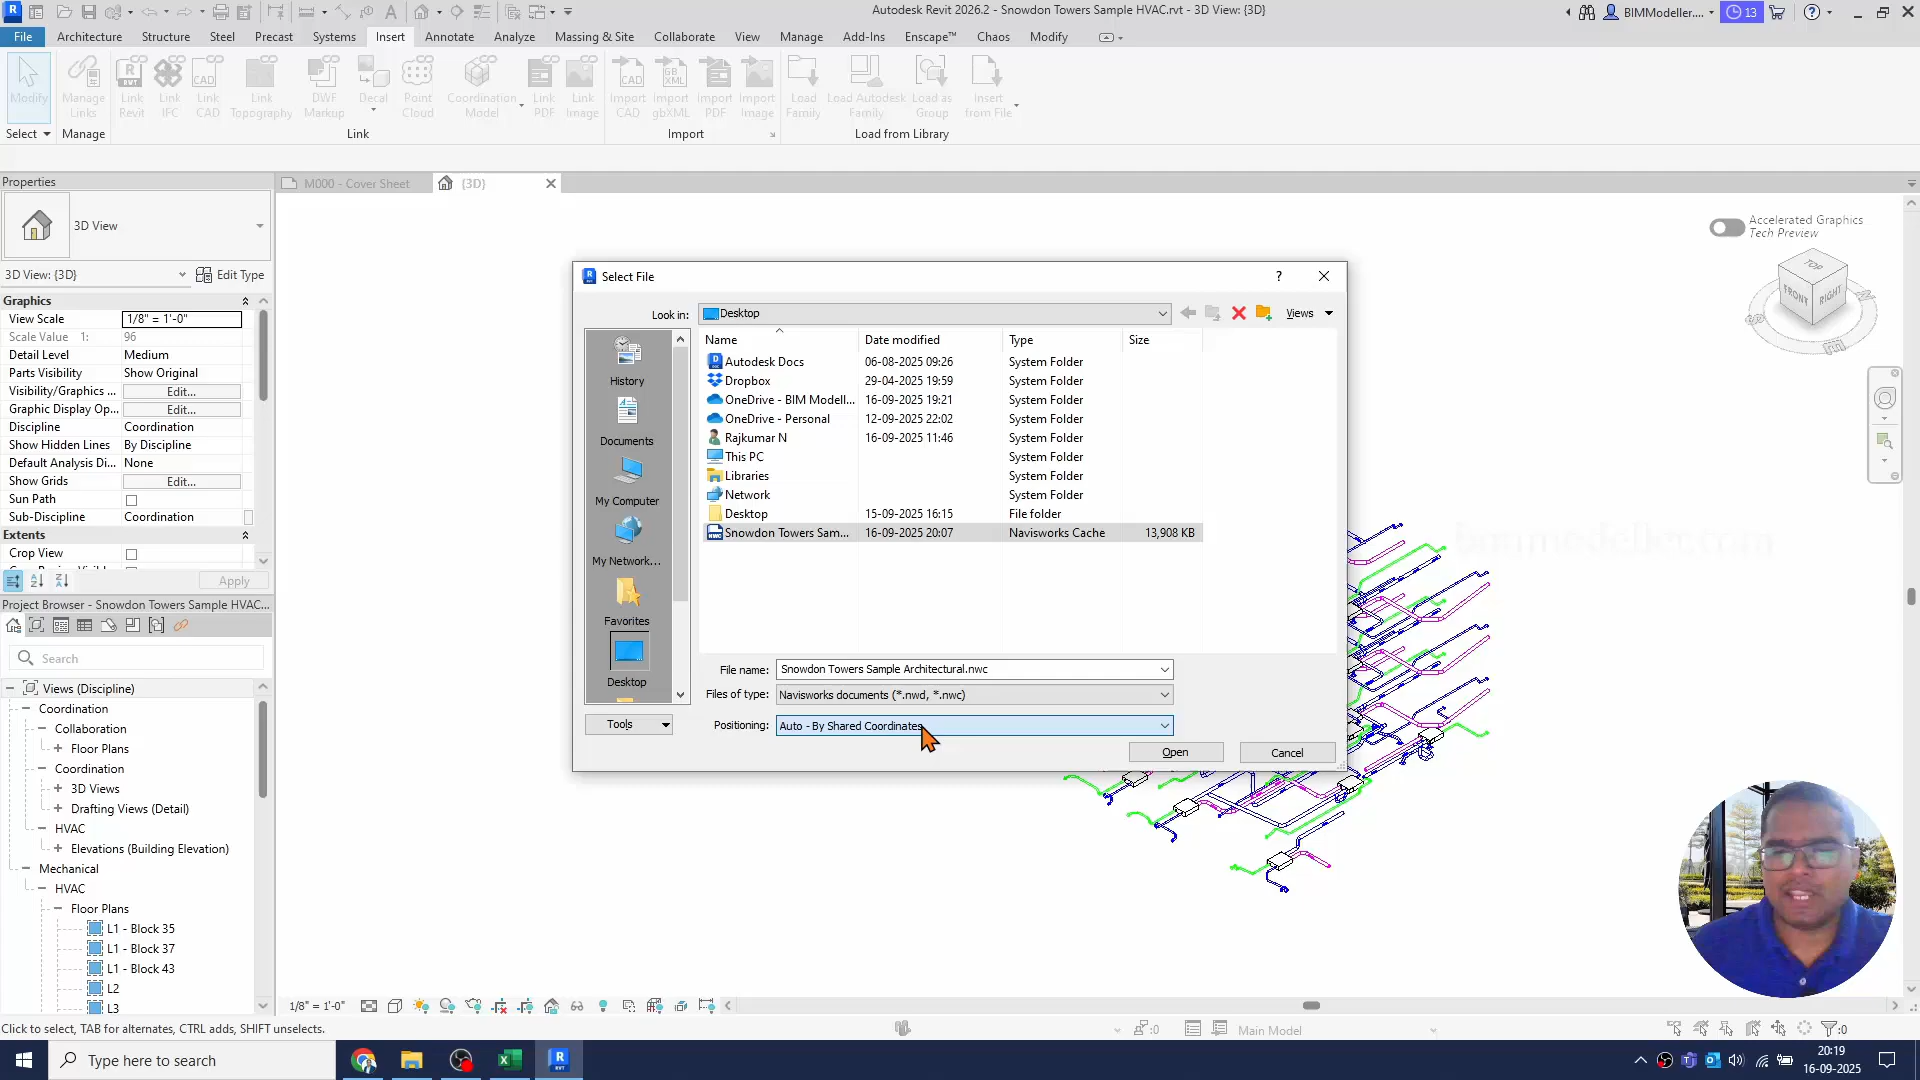 Autodesk Revit 2026.2 - Snowdon Towers Sample HVAC.rvt - 3D View: {3D}
BIMModeller....
13
File Architecture Structure Steel Precast Systems Insert Annotate Analyze Massing & Site Collaborate View Manage Add-Ins Enscape™ Chaos Modify
Modify
Manage Links
Link Revit
Link IFC
Link CAD
Link Topography
DWF Markup
Decal
Point Cloud
Coordination Model
Link PDF
Link Image
Import CAD
Import gbXML
Import PDF
Import Image
Load Family
Load Autodesk Family
Load as Group
Insert from File
Select Manage Link Import Load from Library
Properties
M000 - Cover Sheet
{3D}
3D View
3D View: {3D}
Edit Type
Graphics
View Scale 1/8" = 1'-0"
Scale Value 1: 96
Detail Level Medium
Parts Visibility Show Original
Visibility/Graphics ... Edit...
Graphic Display Op... Edit...
Discipline Coordination
Show Hidden Lines By Discipline
Default Analysis Di... None
Show Grids Edit...
Sun Path
Sub-Discipline Coordination
Extents
Crop View
Apply
Project Browser - Snowdon Towers Sample HVAC...
Search
Views (Discipline)
Coordination
Collaboration
Floor Plans
Coordination
3D Views
Drafting Views (Detail)
HVAC
Elevations (Building Elevation)
Mechanical
HVAC
Floor Plans
L1 - Block 35
L1 - Block 37
L1 - Block 43
L2
L3
Accelerated Graphics
Tech Preview
TOP
FRONT
RIGHT
Select File
?
Look in: Desktop
Views
Name Date modified Type Size
Autodesk Docs 06-08-2025 09:26 System Folder
Dropbox 29-04-2025 19:59 System Folder
OneDrive - BIM Modell... 16-09-2025 19:21 System Folder
OneDrive - Personal 12-09-2025 22:02 System Folder
Rajkumar N 16-09-2025 11:46 System Folder
This PC System Folder
Libraries System Folder
Network System Folder
Desktop 15-09-2025 16:15 File folder
Snowdon Towers Sam... 16-09-2025 20:07 Navisworks Cache 13,908 KB
History
Documents
My Computer
My Network...
Favorites
Desktop
File name: Snowdon Towers Sample Architectural.nwc
Files of type: Navisworks documents (*.nwd, *.nwc)
Positioning: Auto - By Shared Coordinates
Tools
Open
Cancel
bimmodeller.com
1/8" = 1'-0"
Click to select, TAB for alternates, CTRL adds, SHIFT unselects.
:0
Main Model
:0
Type here to search
20:19
16-09-2025